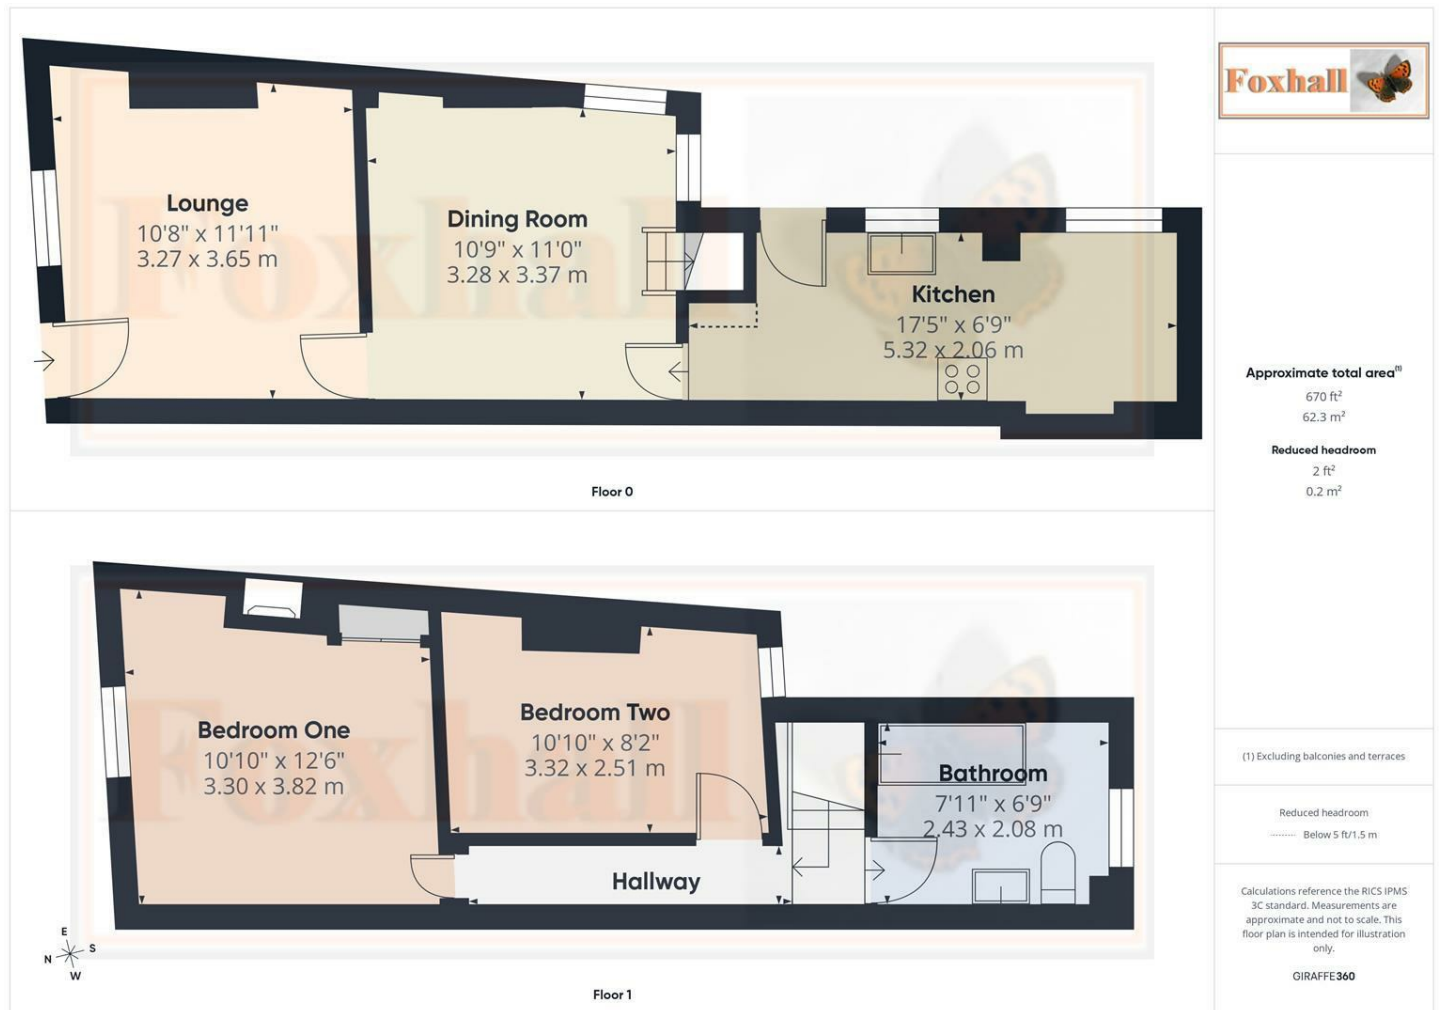 Foxhall
Lounge
10'8" x 11'11"
3.27 x 3.65 m
Dining Room
10'9" x 11'0"
3.28 x 3.37 m
Kitchen
17'5" x 6'9"
5.32 x 2.06 m
Foxhall
Floor 0
Approximate total area(1)
670 ft²
62.3 m²
Reduced headroom
2 ft²
0.2 m²
Bedroom One
10'10" x 12'6"
3.30 x 3.82 m
Bedroom Two
10'10" x 8'2"
3.32 x 2.51 m
Bathroom
7'11" x 6'9"
2.43 x 2.08 m
Hallway
Foxhall
E
S
N
W
Floor 1
(1) Excluding balconies and terraces
Reduced headroom
Below 5 ft/1.5 m
Calculations reference the RICS IPMS
3C standard. Measurements are
approximate and not to scale. This
floor plan is intended for illustration
only.
GIRAFFE360